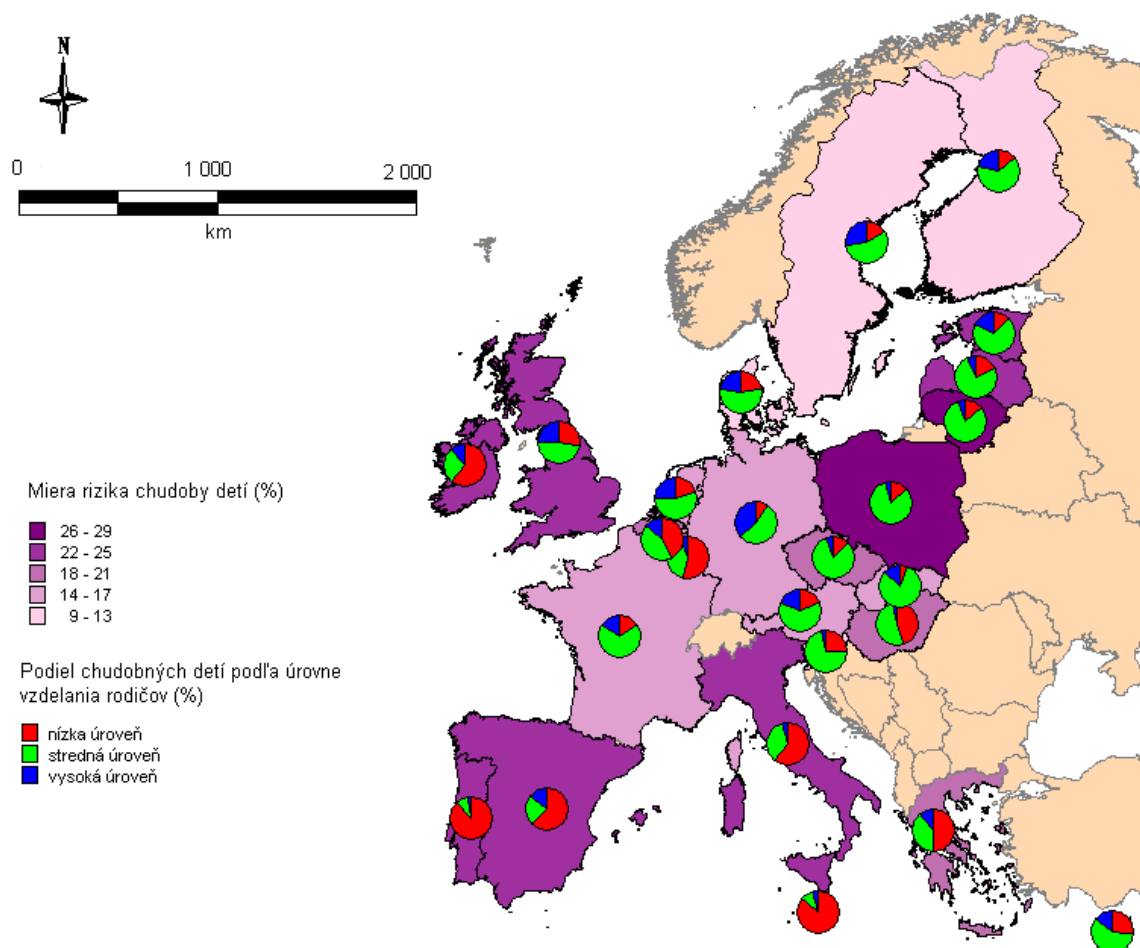 N
0 1 000 2 000
km
Miera rizika chudoby detí (%)
26 - 29
22 - 25
18 - 21
14 - 17
9 - 13
Podiel chudobných detí podľa úrovne
vzdelania rodičov (%)
nízka úroveň
stredná úroveň
vysoká úroveň